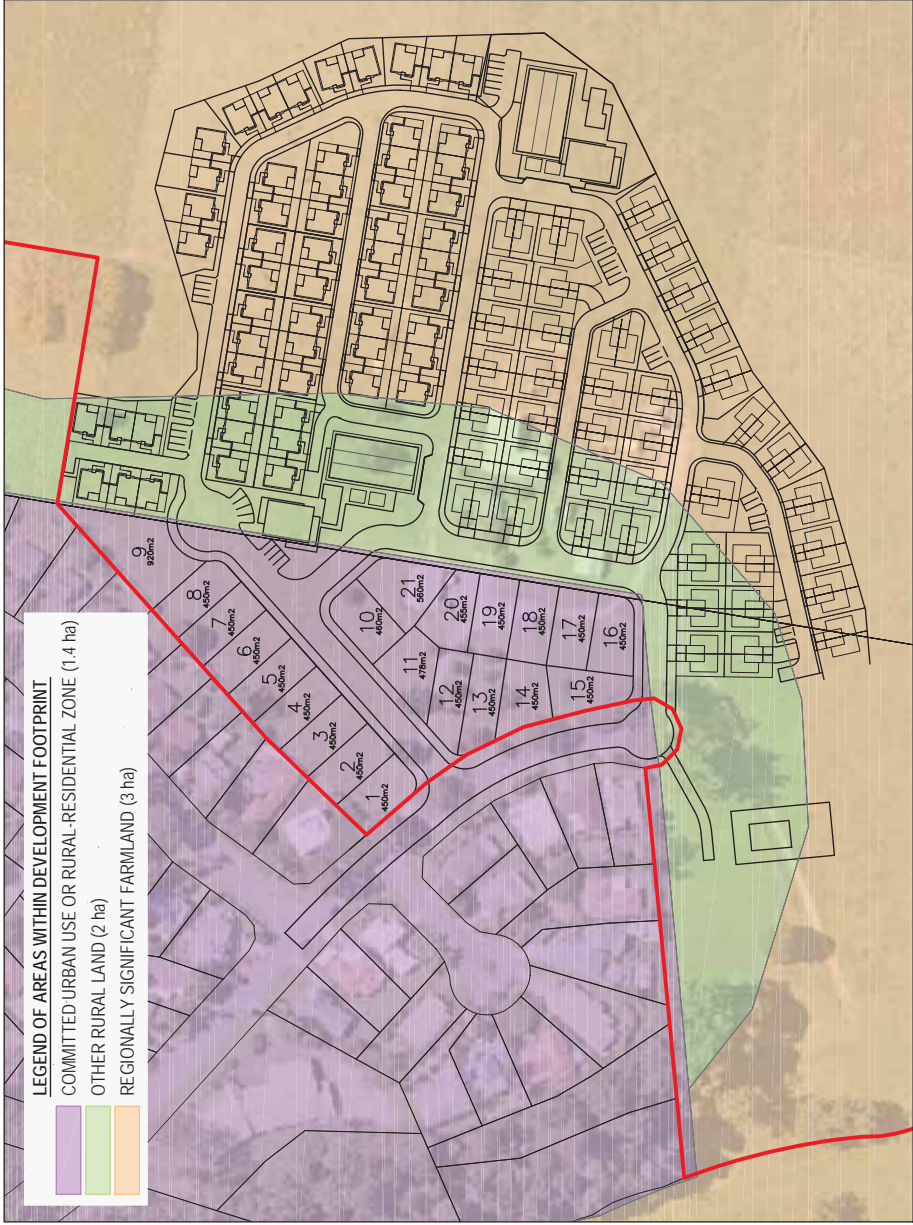 LEGEND OF AREAS WITHIN DEVELOPMENT FOOTPRINT
COMMITTED URBAN USE OR RURAL-RESIDENTIAL ZONE (1.4 ha)
OTHER RURAL LAND (2 ha)
REGIONALLY SIGNIFICANT FARMLAND (3 ha)
1
450m2
2
450m2
3
450m2
4
450m2
5
450m2
6
450m2
7
450m2
8
450m2
9
920m2
10
460m2
11
478m2
12
450m2
13
450m2
14
450m2
15
450m2
16
450m2
17
450m2
18
450m2
19
450m2
20
455m2
21
560m2